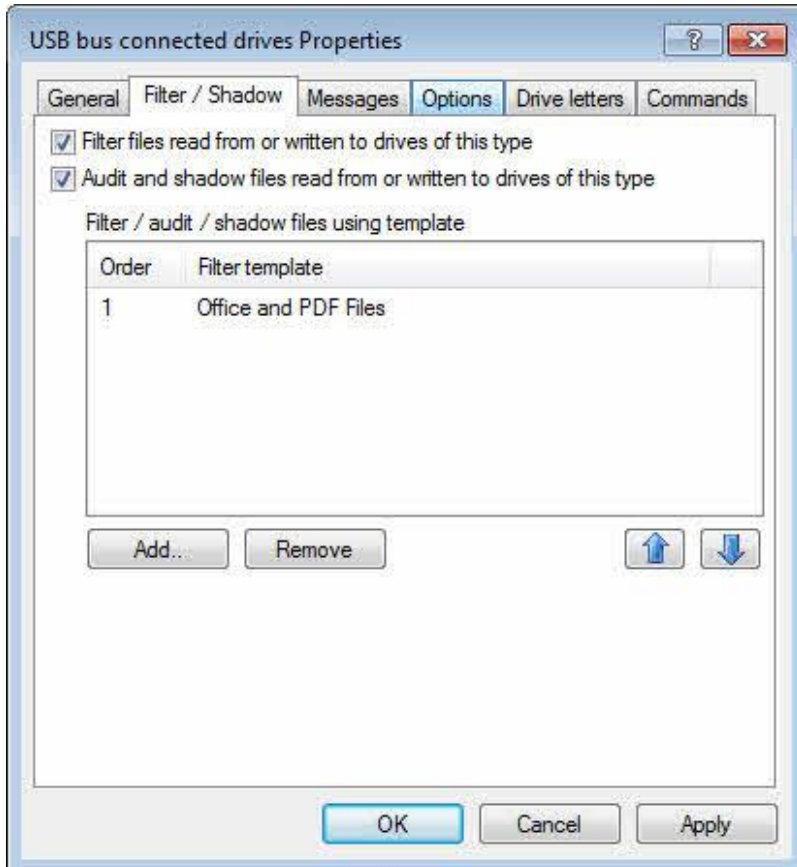 USB bus connected drives Properties
?
General Filter / Shadow Messages Options Drive letters Commands
Filter files read from or written to drives of this type
Audit and shadow files read from or written to drives of this type
Filter / audit / shadow files using template
Order Filter template
1 Office and PDF Files
Add... Remove
OK Cancel Apply